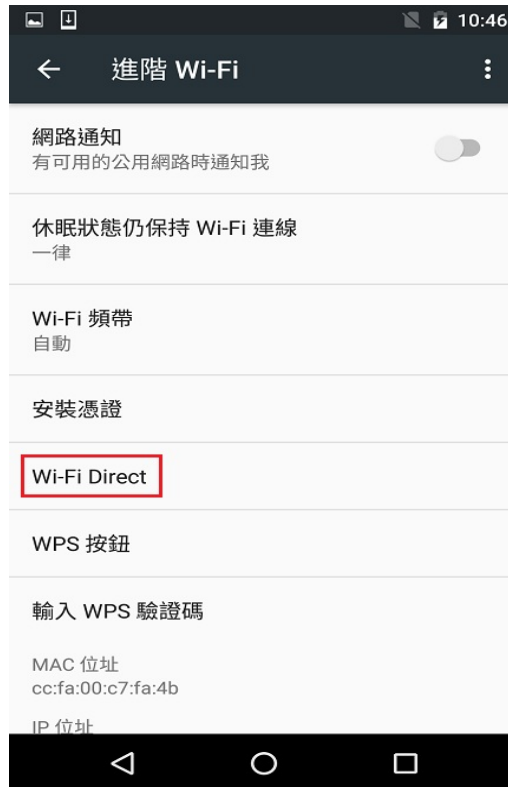 10:46
進階 Wi-Fi
網路通知
有可用的公用網路時通知我
休眠狀態仍保持 Wi-Fi 連線
一律
Wi-Fi 頻帶
自動
安裝憑證
Wi-Fi Direct
WPS 按鈕
輸入 WPS 驗證碼
MAC 位址
cc:fa:00:c7:fa:4b
IP 位址